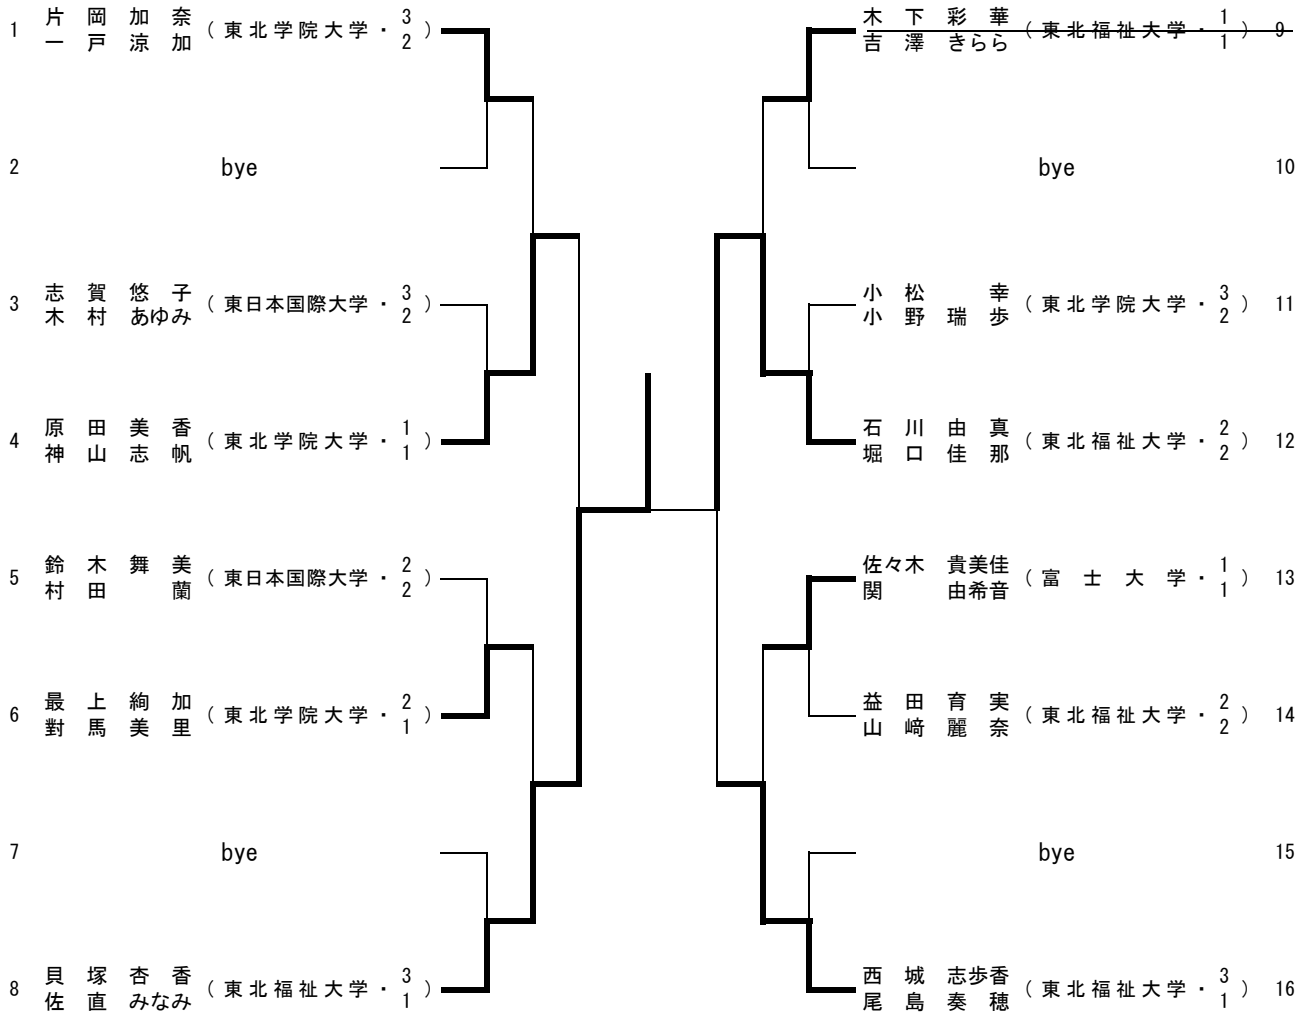 1 片岡加奈 一戸涼加 (東北学院大学・3 2)
2 bye
3 志賀悠子 木村あゆみ (東日本国際大学・3 2)
4 原田美香 神山志帆 (東北学院大学・1 1)
5 鈴木舞美 村田蘭 (東日本国際大学・2 2)
6 最上絢加 對馬美里 (東北学院大学・2 1)
7 bye
8 貝塚杏香 佐直みなみ (東北福祉大学・3 1)
木下彩華 吉澤きらら (東北福祉大学・1 1) 9
bye 10
小松幸 小野瑞歩 (東北学院大学・3 2) 11
石川由真 堀口佳那 (東北福祉大学・2 2) 12
佐々木貴美佳 関由希音 (富士大学・1 1) 13
益田育実 山﨑麗奈 (東北福祉大学・2 2) 14
bye 15
西城志歩香 尾島奏穂 (東北福祉大学・3 1) 16